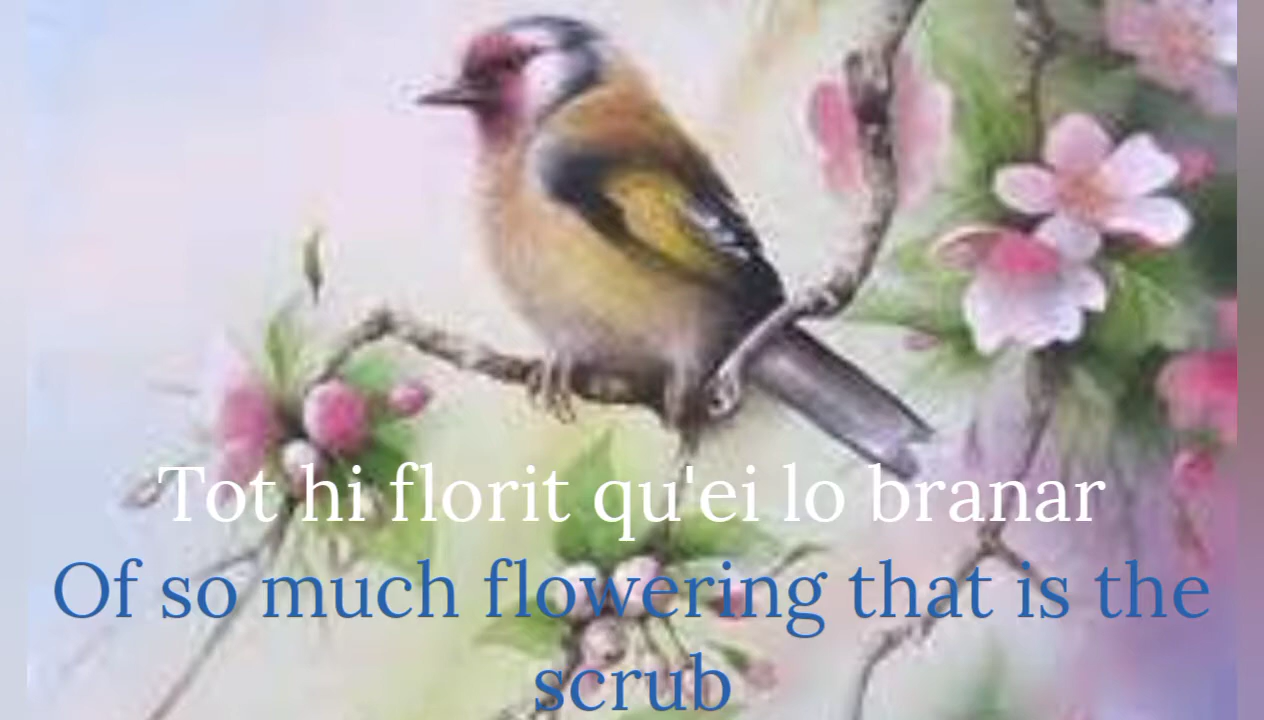 Tot hi florit qu'ei lo branar
Of so much flowering that is the
scrub